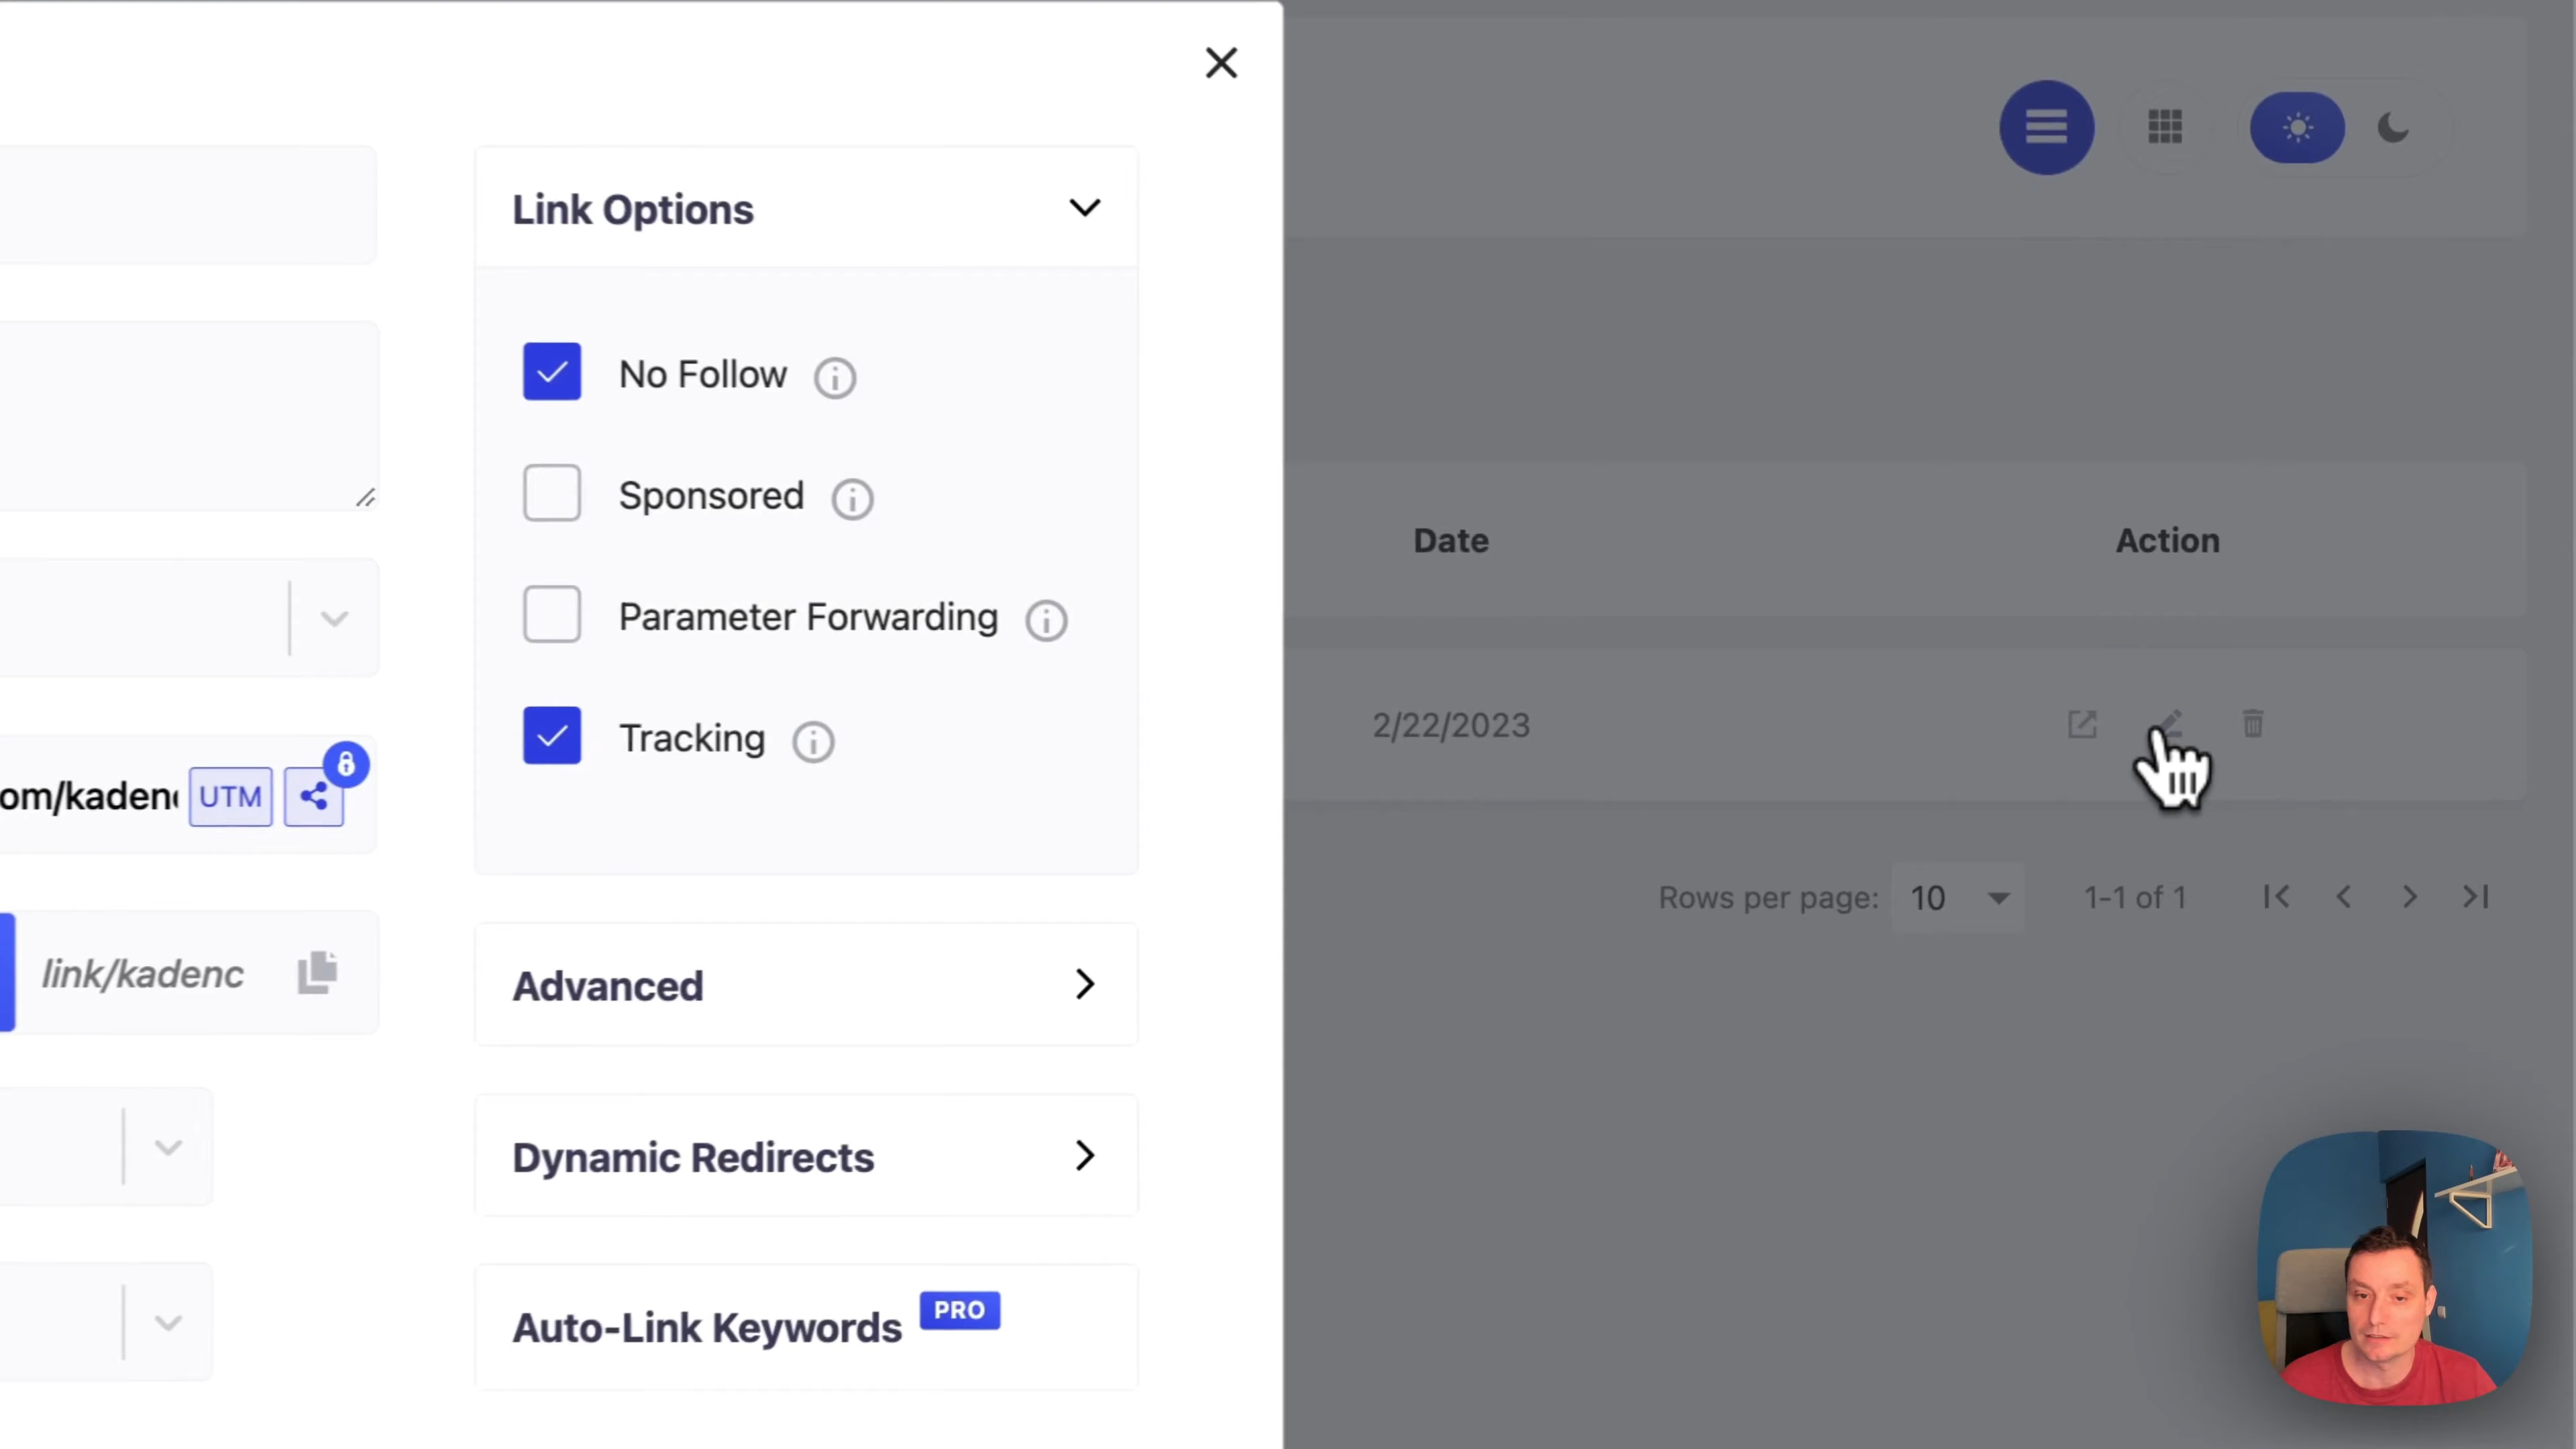 Link Options
No Follow
Sponsored
Parameter Forwarding
Tracking
om/kadenc
UTM
link/kadenc
Advanced
Dynamic Redirects
Auto-Link Keywords PRO
Date
Action
2/22/2023
Rows per page: 10 1-1 of 1